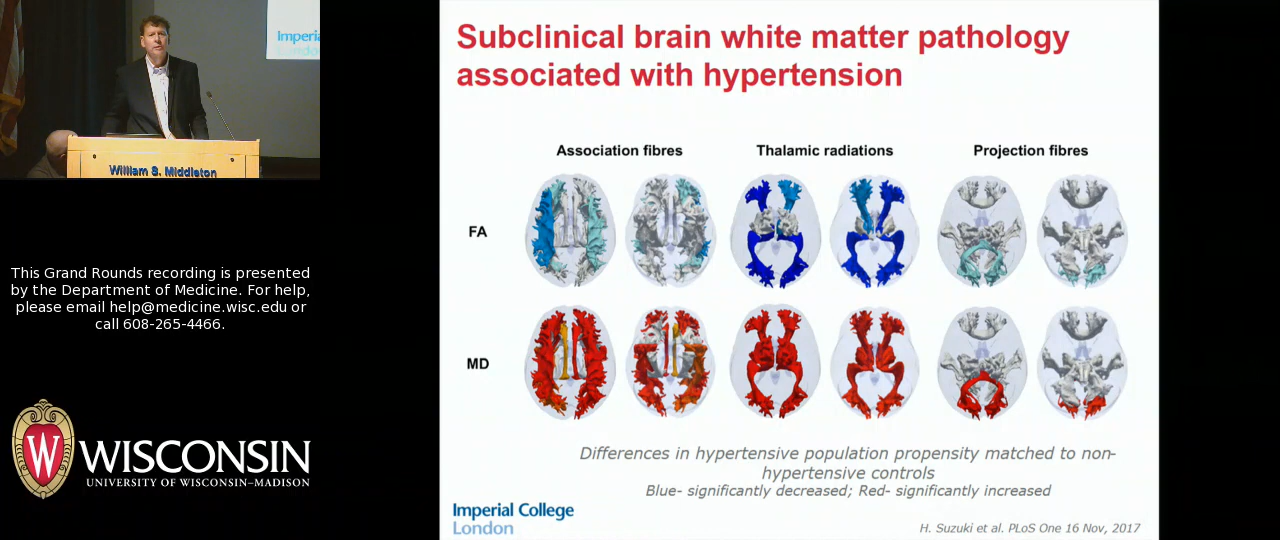 Imperial
London
William S. Middleton
This Grand Rounds recording is presented
by the Department of Medicine. For help,
please email help@medicine.wisc.edu or
call 608-265-4466.
W
WISCONSIN
UNIVERSITY OF WISCONSIN–MADISON
Subclinical brain white matter pathology
associated with hypertension
Association fibres Thalamic radiations Projection fibres
FA
MD
Differences in hypertensive population propensity matched to non-
hypertensive controls
Blue- significantly decreased; Red- significantly increased
Imperial College
London
H. Suzuki et al. PLoS One 16 Nov, 2017